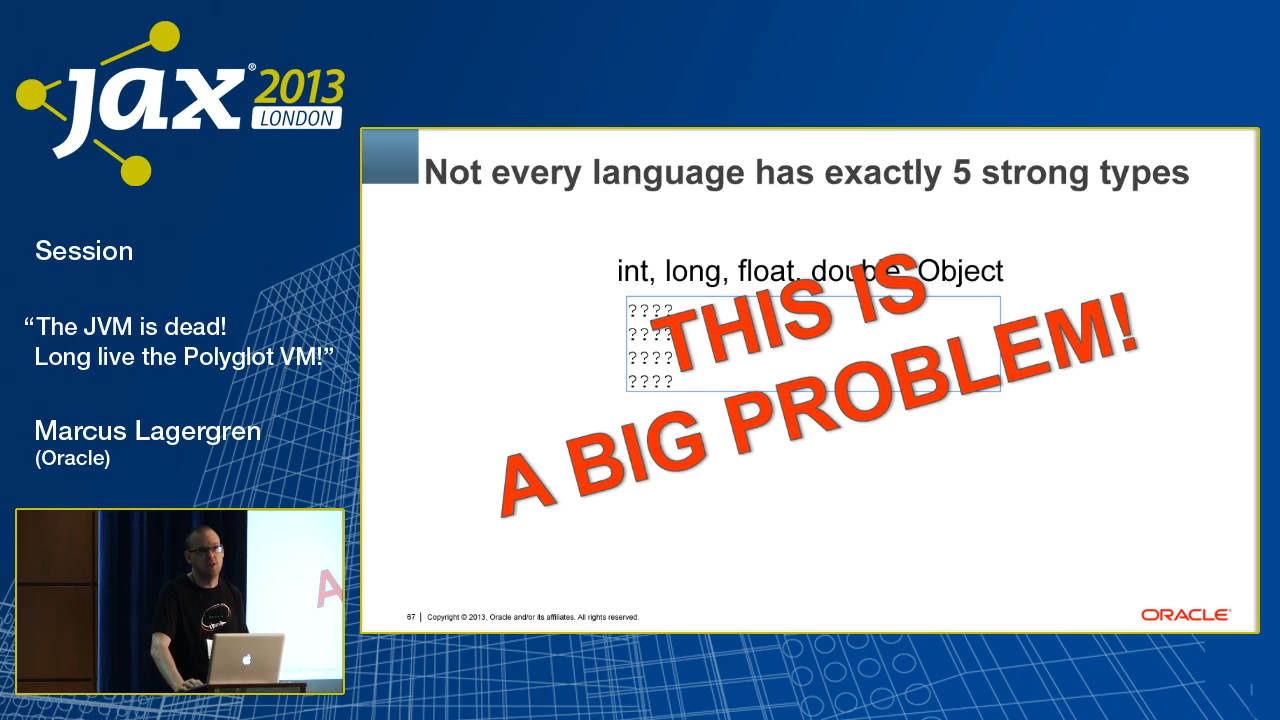 jax® 2013
LONDON
Session
“The JVM is dead!
Long live the Polyglot VM!”
Marcus Lagergren
(Oracle)
Not every language has exactly 5 strong types
int, long, float, double, Object
????
????
????
????
THIS IS
A BIG PROBLEM!
67 | Copyright © 2013, Oracle and/or its affiliates. All rights reserved.
ORACLE®
A